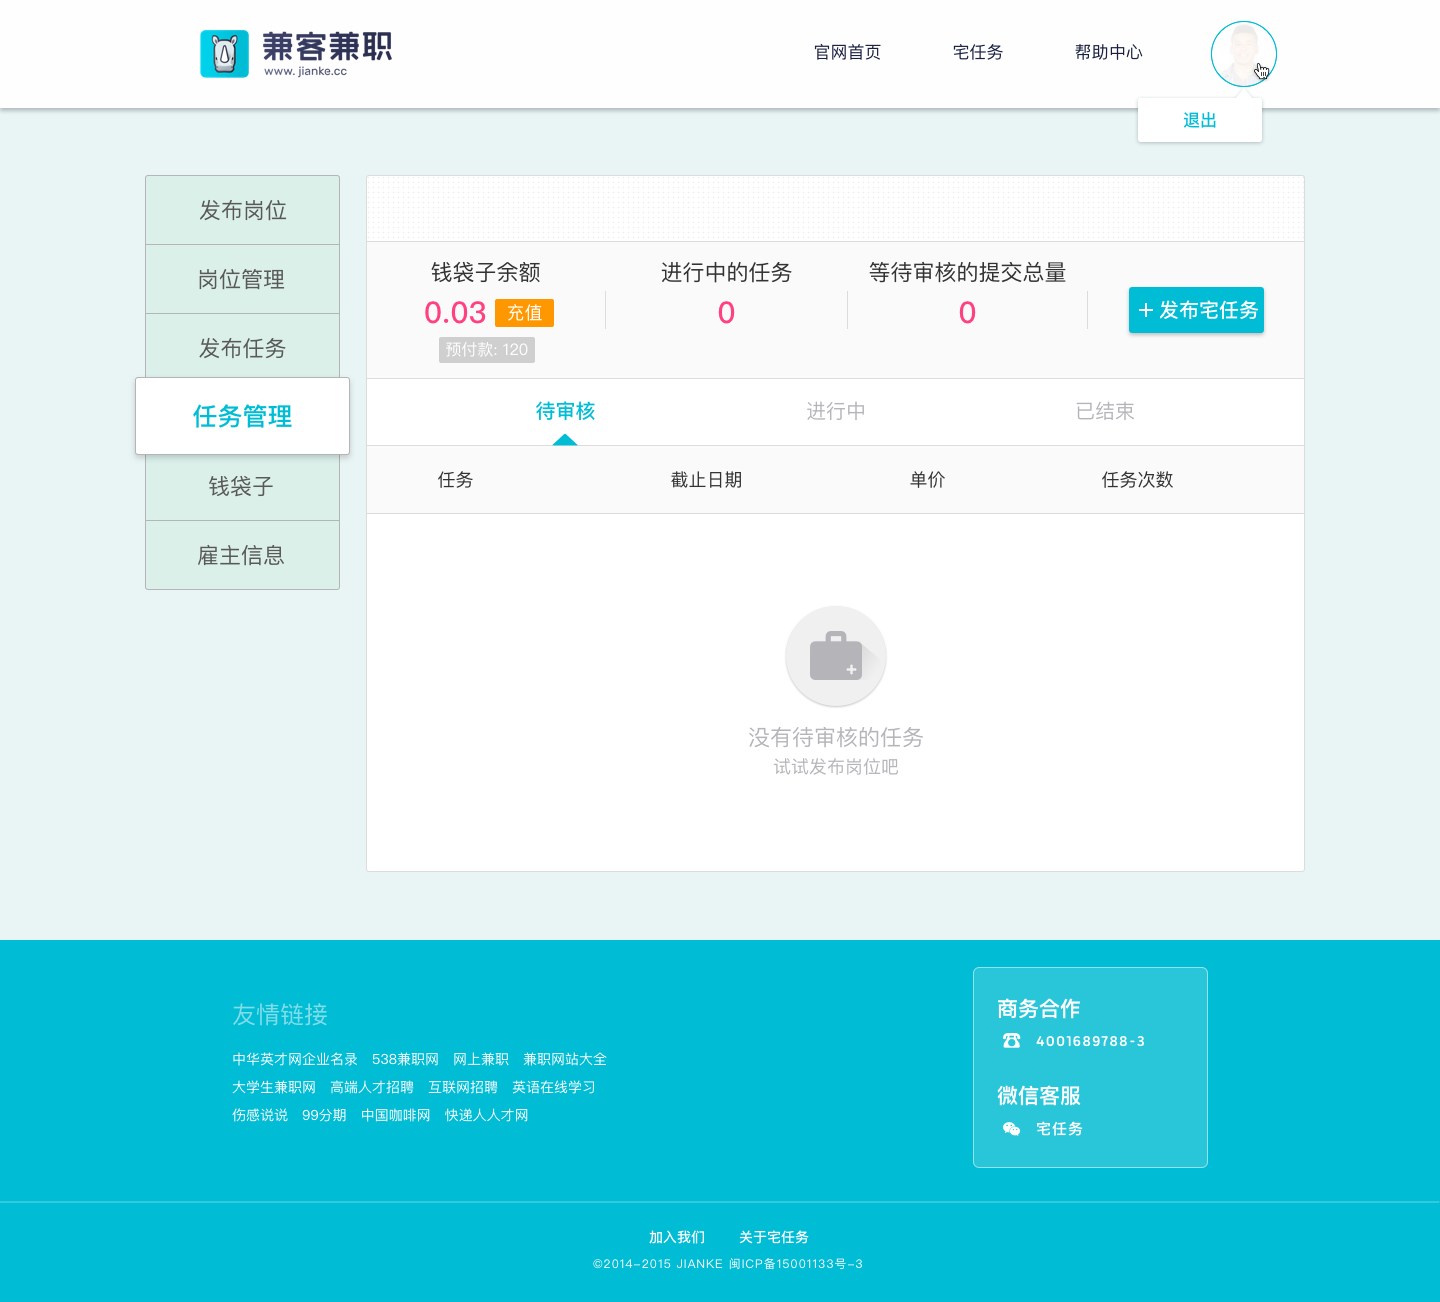 兼客兼职
www.jianke.cc
官网首页 宅任务 帮助中心
退出
发布岗位
岗位管理
发布任务
任务管理
钱袋子
雇主信息
钱袋子余额 进行中的任务 等待审核的提交总量
0.03 充值 0 0 +发布宅任务
预付款: 120
待审核 进行中 已结束
任务 截止日期 单价 任务次数
没有待审核的任务
试试发布岗位吧
友情链接
中华英才网企业名录 538兼职网 网上兼职 兼职网站大全
大学生兼职网 高端人才招聘 互联网招聘 英语在线学习
伤感说说 99分期 中国咖啡网 快递人人才网
商务合作
4001689788-3
微信客服
宅任务
加入我们 关于宅任务
©2014-2015 JIANKE 闽ICP备15001133号-3